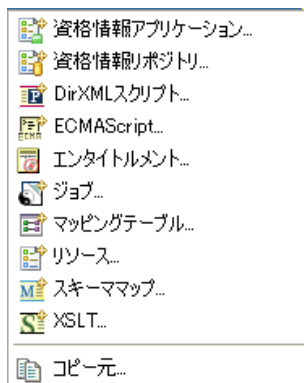 資格情報アプリケーション...
資格情報リポジトリ...
DirXMLスクリプト...
ECMAScript...
エンタイトルメント...
ジョブ...
マッピングテーブル...
リソース...
スキーママップ...
XSLT...
コピー元...